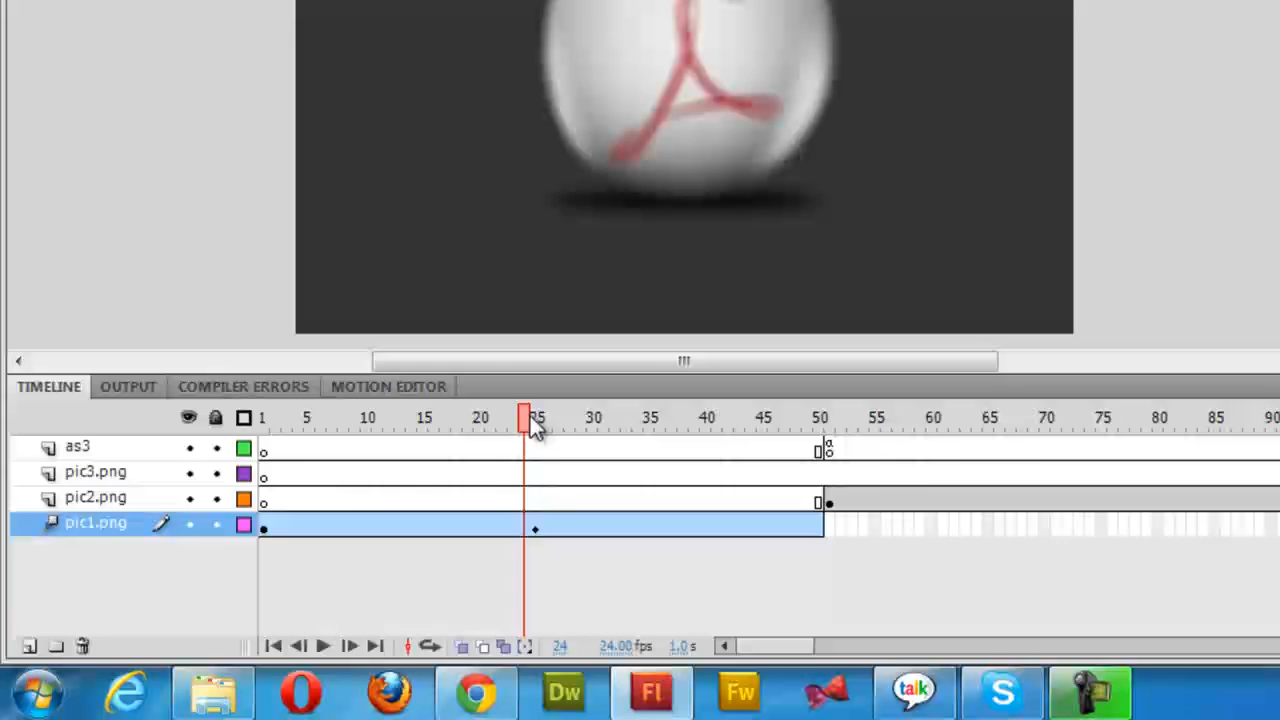 TIMELINE OUTPUT COMPILER ERRORS MOTION EDITOR
1 5 10 15 20 25 30 35 40 45 50 55 60 65 70 75 80 85 90
as3
a
pic3.png
pic2.png
pic1.png
24 24.00 fps 1.0 s
Dw Fl Fw talk S